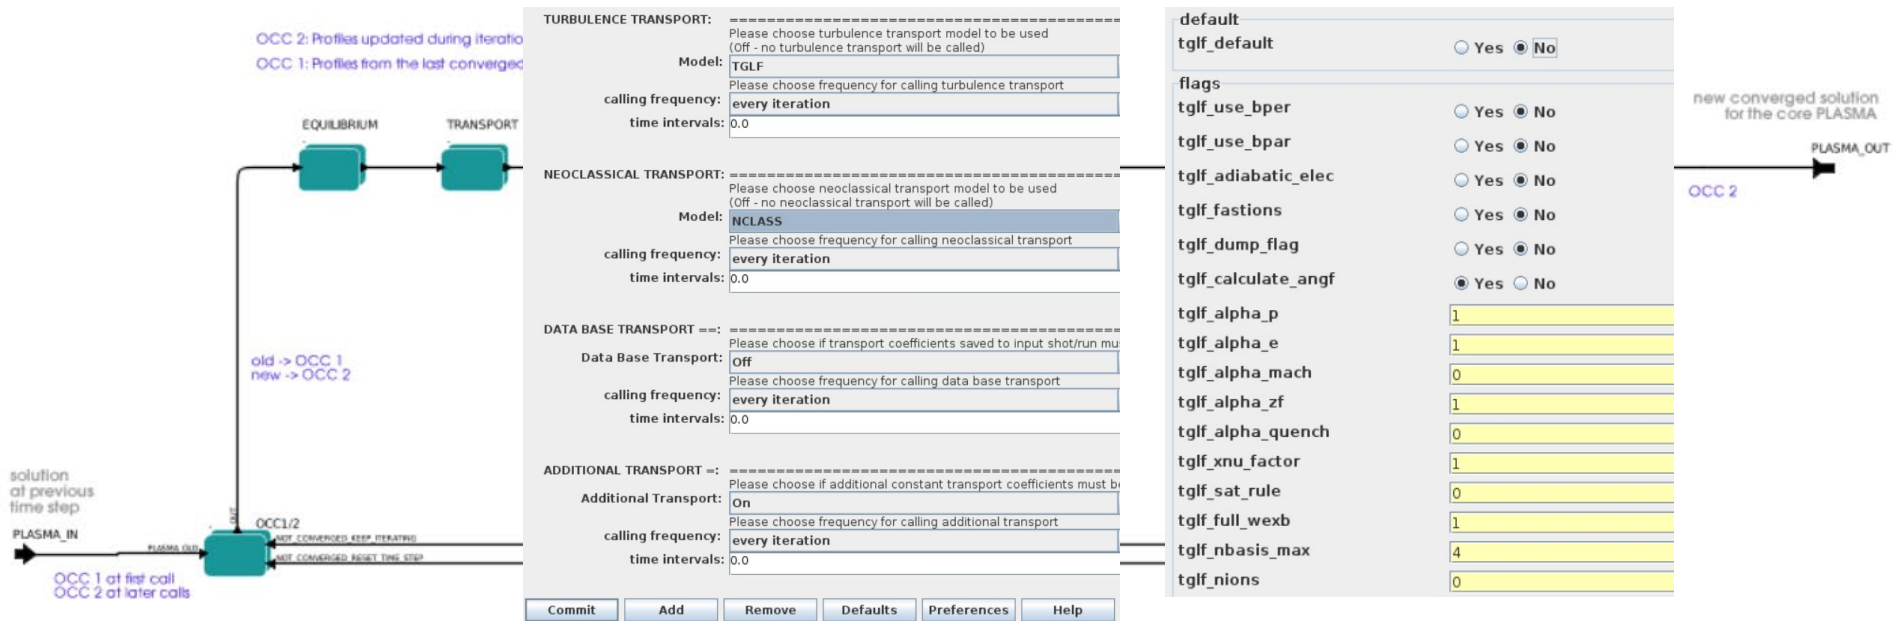 OCC 2: Profiles updated during iteratio
OCC 1: Profiles from the last converged
EQUILIBRIUM
TRANSPORT
old -> OCC 1
new -> OCC 2
solution
at previous
time step
PLASMA_IN
PLASMA_OUT
OUT
OCC1/2
NOT_CONVERGED_KEEP_ITERATING
NOT_CONVERGED_RESET_TIME_STEP
OCC 1 at first call
OCC 2 at later calls
TURBULENCE TRANSPORT: ==================================================
Please choose turbulence transport model to be used
(Off - no turbulence transport will be called)
Model: TGLF
Please choose frequency for calling turbulence transport
calling frequency: every iteration
time intervals: 0.0
NEOCLASSICAL TRANSPORT: ==================================================
Please choose neoclassical transport model to be used
(Off - no neoclassical transport will be called)
Model: NCLASS
Please choose frequency for calling neoclassical transport
calling frequency: every iteration
time intervals: 0.0
DATA BASE TRANSPORT ==: ==================================================
Please choose if transport coefficients saved to input shot/run mu
Data Base Transport: Off
Please choose frequency for calling data base transport
calling frequency: every iteration
time intervals: 0.0
ADDITIONAL TRANSPORT =: ==================================================
Please choose if additional constant transport coefficients must be
Additional Transport: On
Please choose frequency for calling additional transport
calling frequency: every iteration
time intervals: 0.0
Commit Add Remove Defaults Preferences Help
default
tglf_default Yes No
flags
tglf_use_bper Yes No
tglf_use_bpar Yes No
tglf_adiabatic_elec Yes No
tglf_fastions Yes No
tglf_dump_flag Yes No
tglf_calculate_angf Yes No
tglf_alpha_p 1
tglf_alpha_e 1
tglf_alpha_mach 0
tglf_alpha_zf 1
tglf_alpha_quench 0
tglf_xnu_factor 1
tglf_sat_rule 0
tglf_full_wexb 1
tglf_nbasis_max 4
tglf_nions 0
new converged solution
for the core PLASMA
PLASMA_OUT
OCC 2